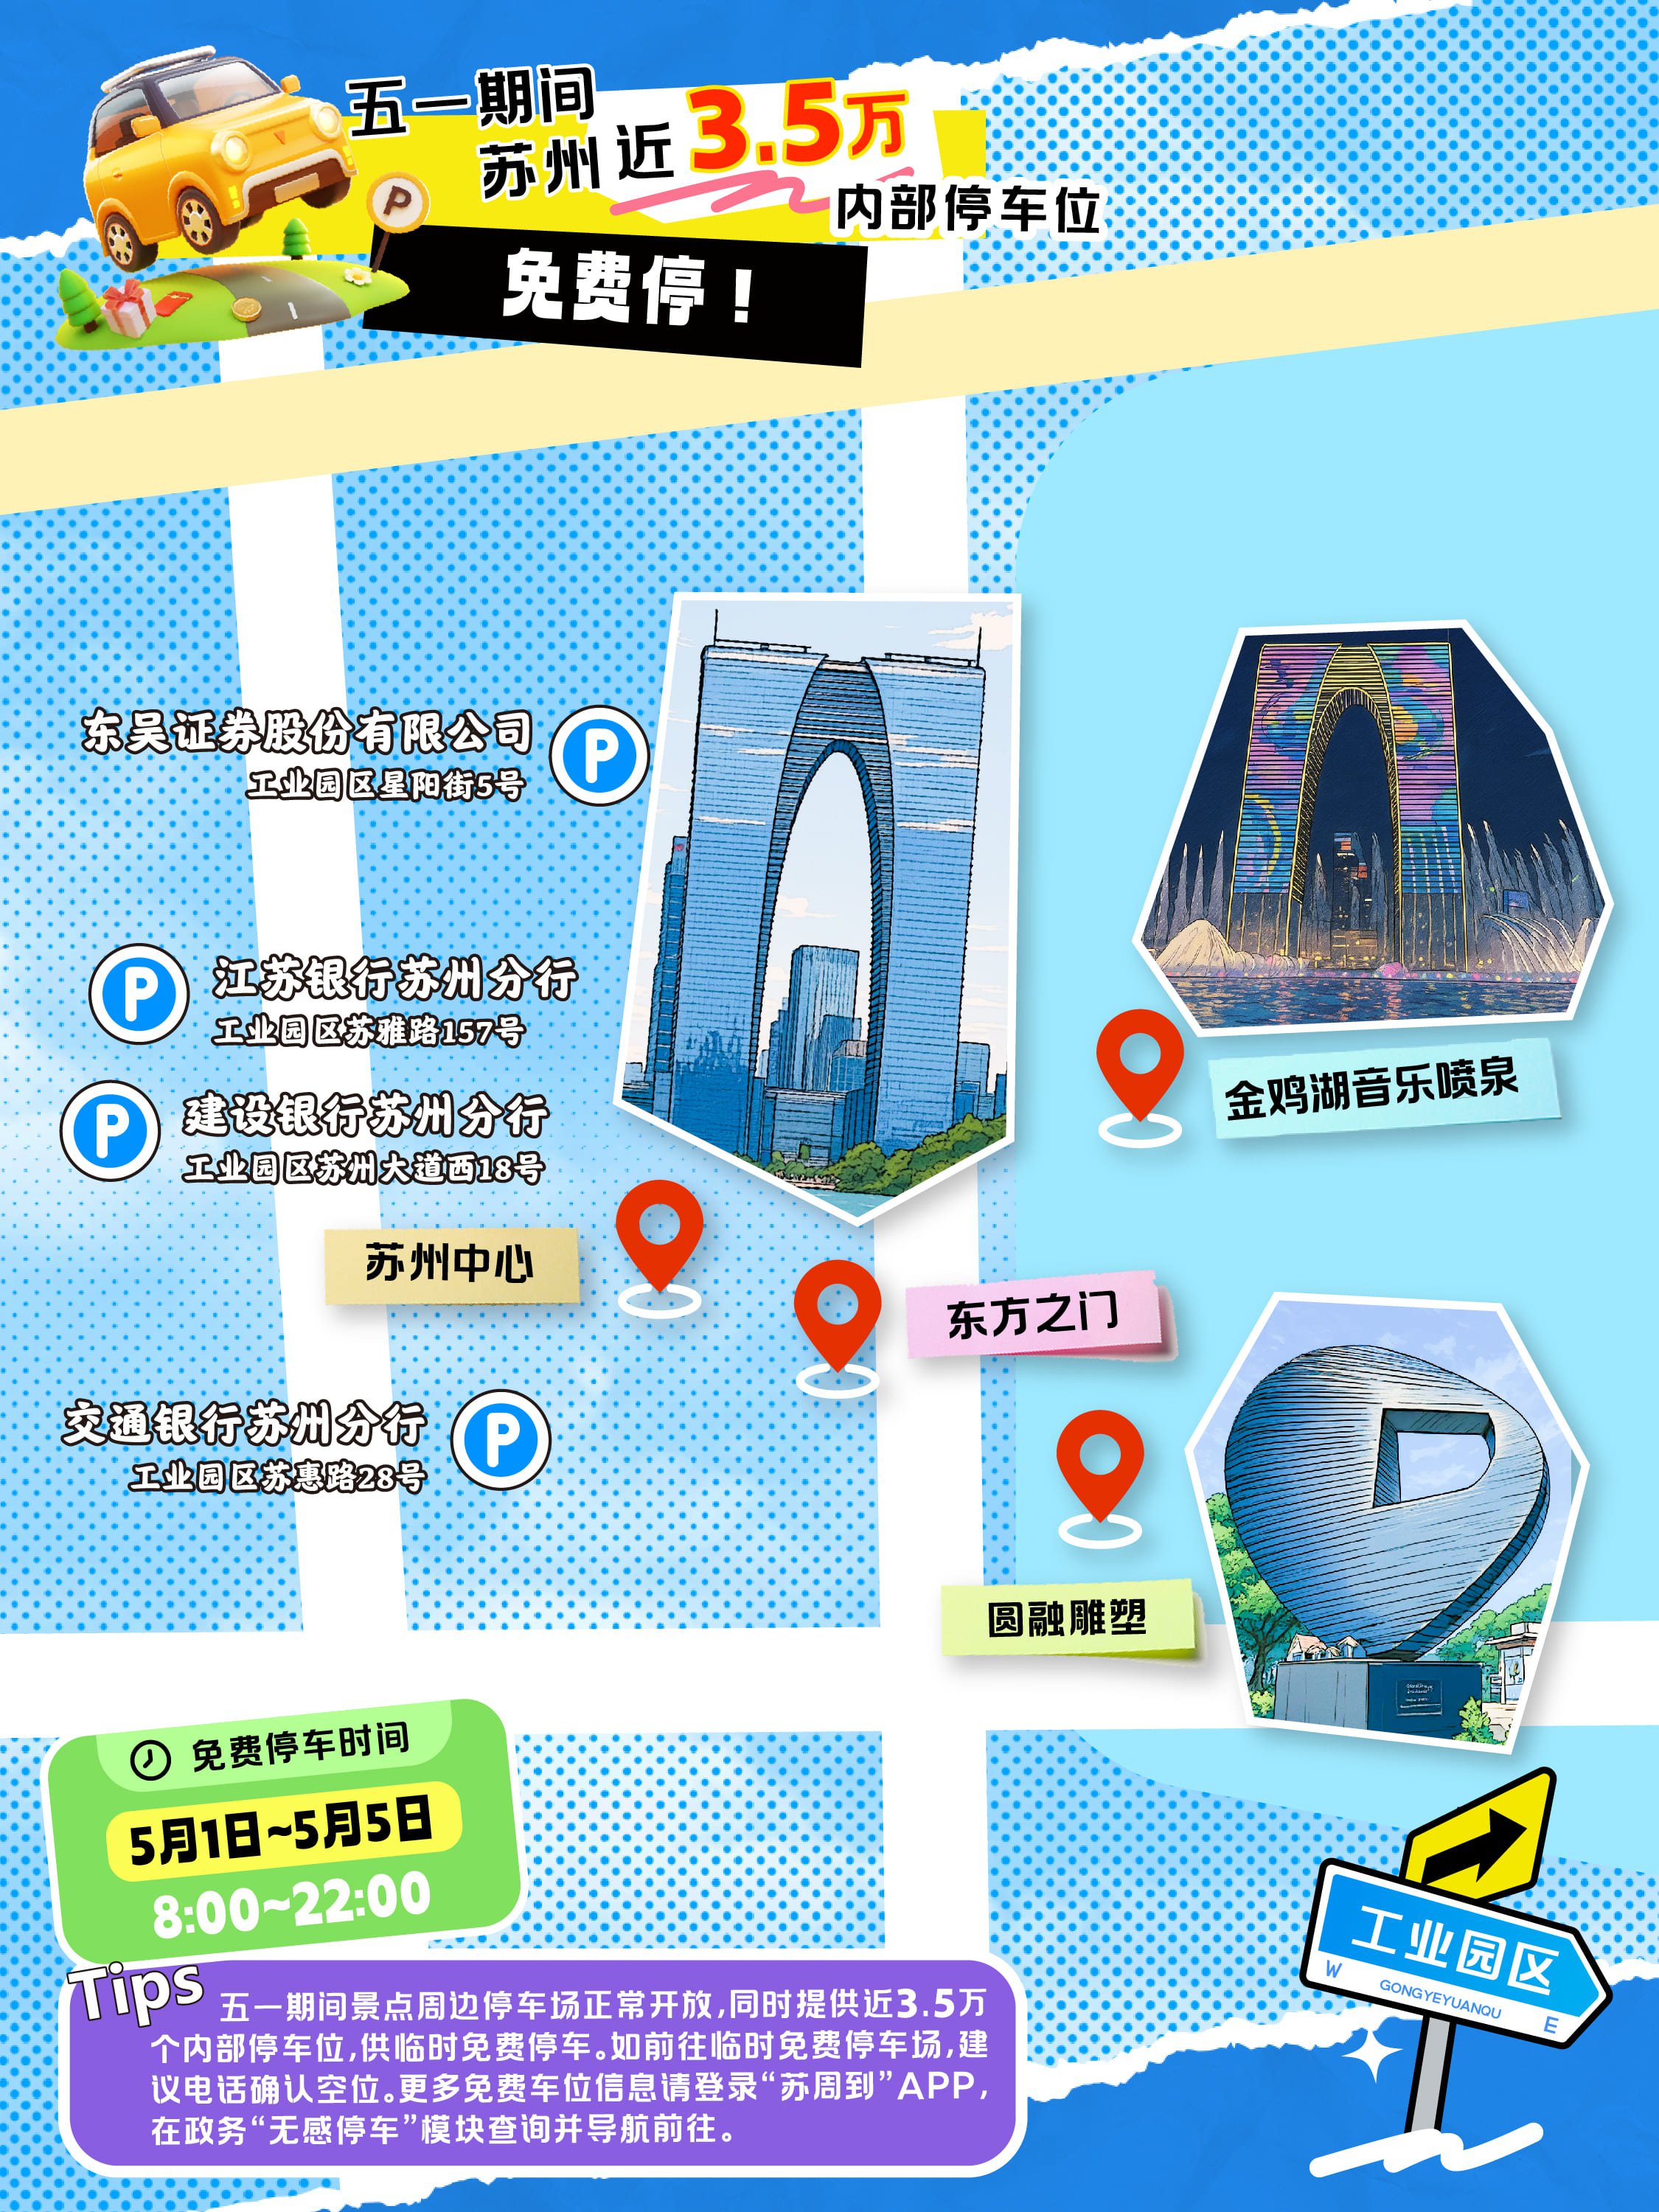 五一期间
苏州近3.5万
内部停车位
免费停！
P
东吴证券股份有限公司
工业园区星阳街5号
P
P
江苏银行苏州分行
工业园区苏雅路157号
P
建设银行苏州分行
工业园区苏州大道西18号
金鸡湖音乐喷泉
苏州中心
东方之门
交通银行苏州分行
工业园区苏惠路28号
P
圆融雕塑
免费停车时间
5月1日~5月5日
8:00~22:00
工业园区
W GONGYEYUANQU E
Tips
五一期间景点周边停车场正常开放，同时提供近3.5万
个内部停车位，供临时免费停车。如前往临时免费停车场，建
议电话确认空位。更多免费车位信息请登录“苏周到”APP，
在政务“无感停车”模块查询并导航前往。